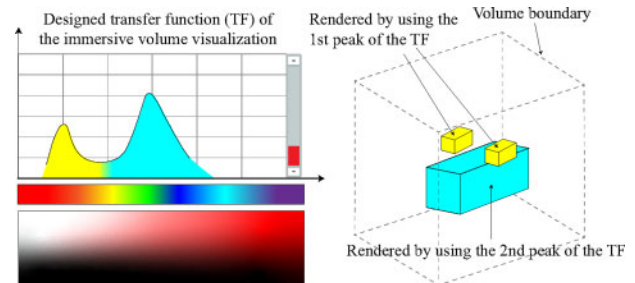 Designed transfer function (TF) of
the immersive volume visualization
Rendered by using the
1st peak of the TF
Volume boundary
Rendered by using the 2nd peak of the TF